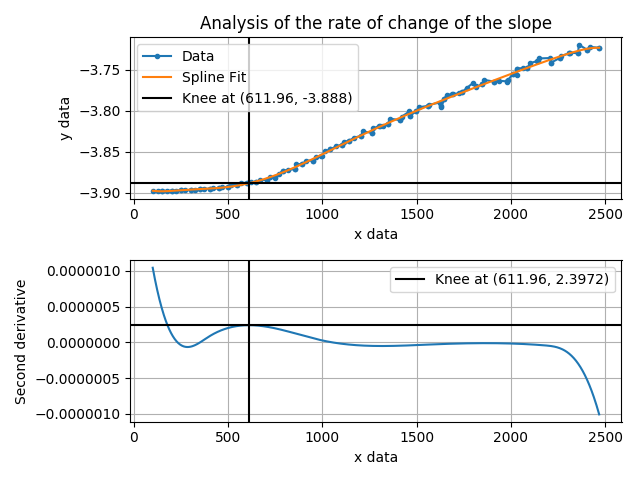 Analysis of the rate of change of the slope
Data
Spline Fit
Knee at (611.96, -3.888)
y data
−3.75
−3.80
−3.85
−3.90
0 500 1000 1500 2000 2500
x data
Knee at (611.96, 2.3972)
Second derivative
0.0000010
0.0000005
0.0000000
−0.0000005
−0.0000010
0 500 1000 1500 2000 2500
x data